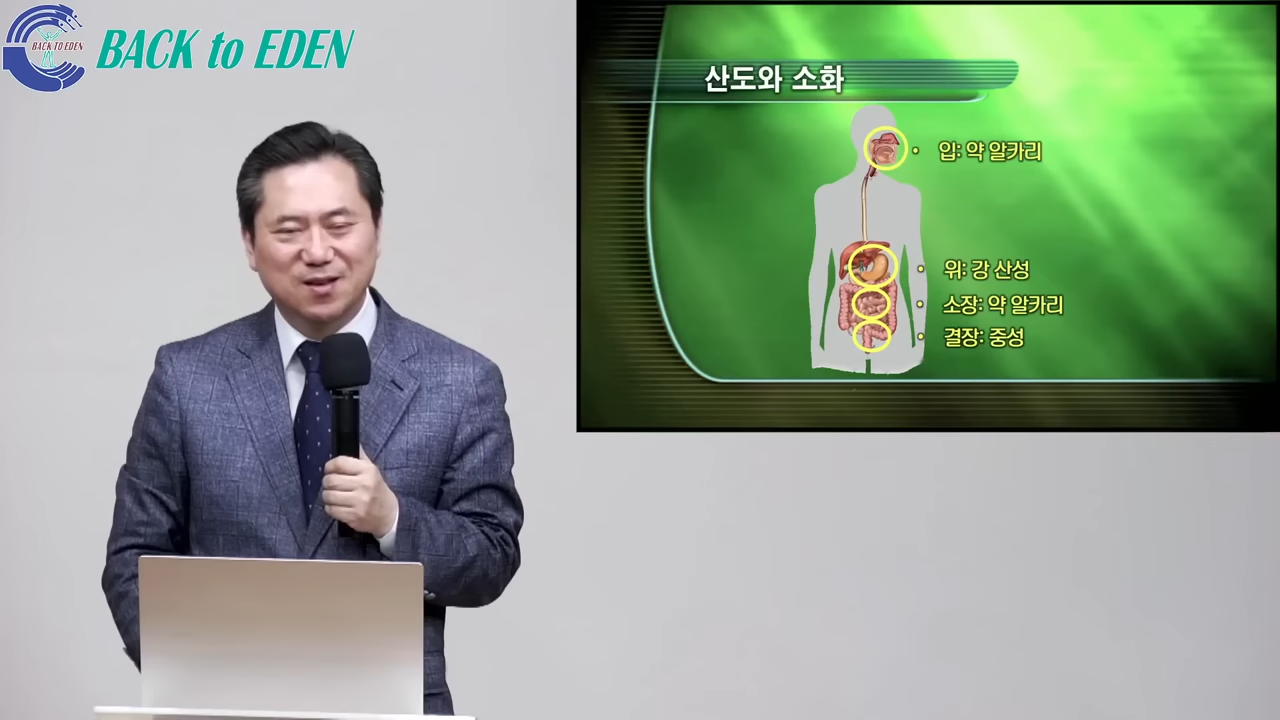 BACK TO EDEN
BACK to EDEN
산도와 소화
입: 약 알카리
위: 강 산성
소장: 약 알카리
결장: 중성